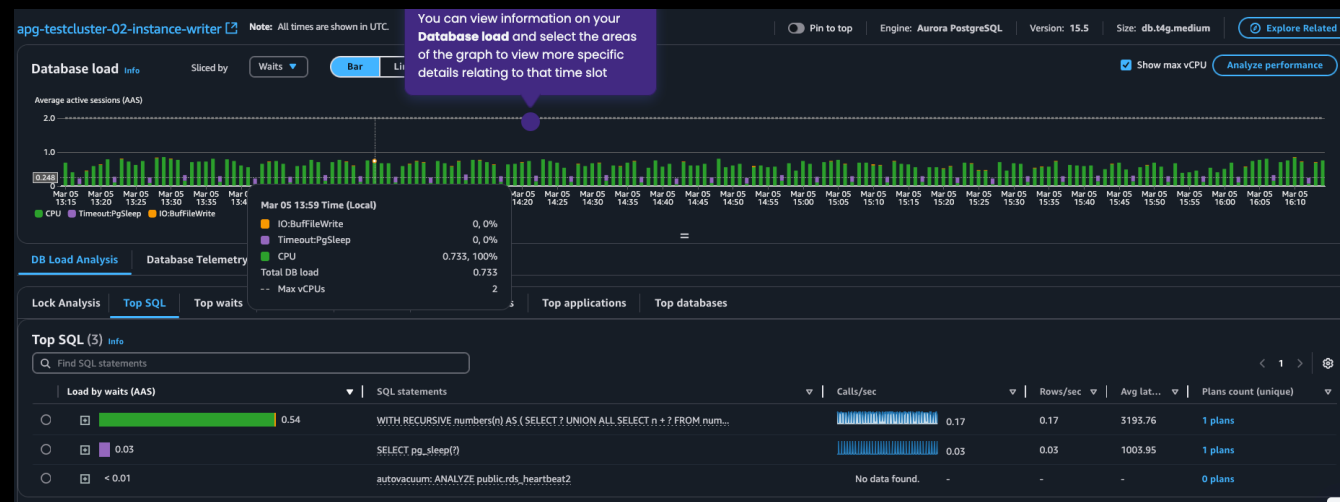 apg-testcluster-02-instance-writer Note: All times are shown in UTC. Pin to top Engine: Aurora PostgreSQL Version: 15.5 Size: db.t4g.medium Explore Related
You can view information on your
Database load and select the areas
of the graph to view more specific
details relating to that time slot
Database load Info Sliced by Waits Bar Show max vCPU Analyze performance
Average active sessions (AAS)
2.0
1.0
0.248
0
Mar 05 Mar 05 Mar 05 Mar 05 Mar 05 Mar 05 Mar 05 Mar 05 Mar 05 Mar 05 Mar 05 Mar 05 Mar 05 Mar 05 Mar 05 Mar 05 Mar 05 Mar 05 Mar 05 Mar 05 Mar 05 Mar 05 Mar 05 Mar 05 Mar 05 Mar 05 Mar 05 Mar 05
13:15 13:20 13:25 13:30 13:35 14:20 14:25 14:30 14:35 14:40 14:45 14:50 14:55 15:00 15:05 15:10 15:15 15:20 15:25 15:30 15:35 15:40 15:45 15:50 15:55 16:00 16:05 16:10
CPU Timeout:PgSleep IO:BufFileWrite
Mar 05 13:59 Time (Local)
IO:BufFileWrite 0, 0%
Timeout:PgSleep 0, 0%
CPU 0.733, 100%
Total DB load 0.733
-- Max vCPUs 2
DB Load Analysis Database Telemetry
Lock Analysis Top SQL Top waits Top applications Top databases
Top SQL (3) Info
Find SQL statements 1
Load by waits (AAS) SQL statements Calls/sec Rows/sec Avg lat... Plans count (unique)
0.54 WITH RECURSIVE numbers(n) AS ( SELECT ? UNION ALL SELECT n + ? FROM num... 0.17 0.17 3193.76 1 plans
0.03 SELECT pg_sleep(?) 0.03 0.03 1003.95 1 plans
< 0.01 autovacuum: ANALYZE public.rds_heartbeat2 No data found. - - - 0 plans